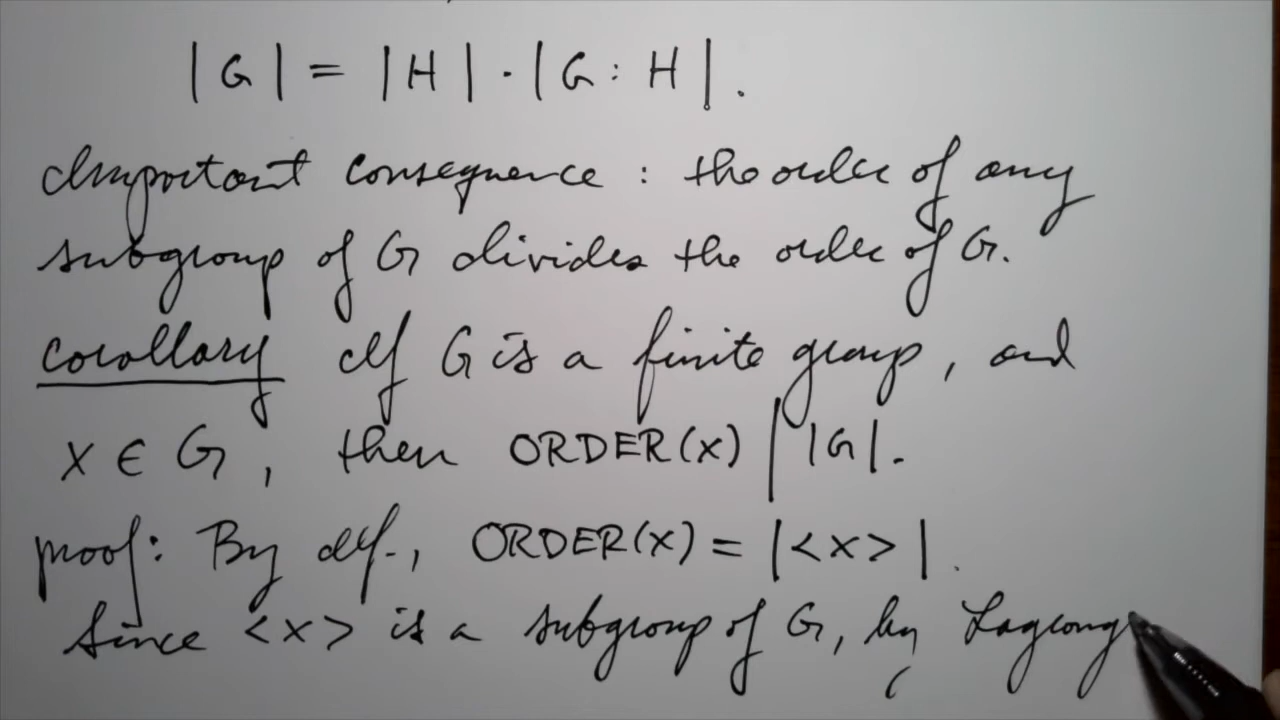 |G| = |H| · |G : H|.
Important consequence : the order of any
subgroup of G divides the order of G.
corollary If G is a finite group, and
x ∈ G, then ORDER(x) | |G|.
proof: By def., ORDER(x) = |<x>|.
Since <x> is a subgroup of G, by Lagrang